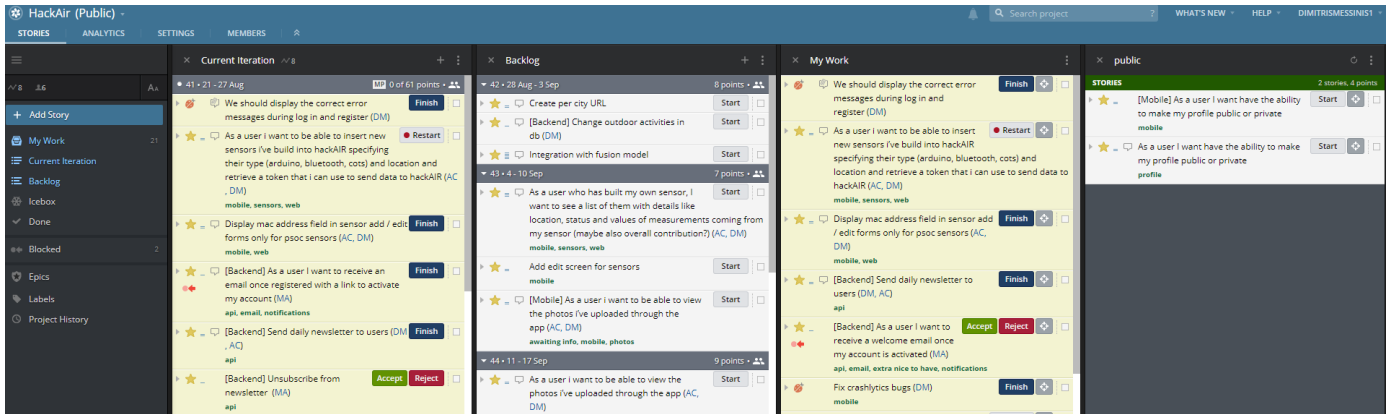 HackAir (Public)
Search project
?
WHAT'S NEW
HELP
DIMITRISMESSINIS1
STORIES
ANALYTICS
SETTINGS
MEMBERS
8
6
AA
+ Add Story
My Work 21
Current Iteration
Backlog
Icebox
Done
Blocked 2
Epics
Labels
Project History
× Current Iteration 8 +
41 • 21 - 27 Aug MP 0 of 61 points •
We should display the correct error Finish
messages during log in and register (DM)
As a user i want to be able to insert new Restart
sensors i've build into hackAIR specifying
their type (arduino, bluetooth, cots) and location and
retrieve a token that i can use to send data to hackAIR (AC
, DM)
mobile, sensors, web
Display mac address field in sensor add / edit Finish
forms only for psoc sensors (AC, DM)
mobile, web
[Backend] As a user I want to receive an Finish
email once registered with a link to activate
my account (MA)
api, email, notifications
[Backend] Send daily newsletter to users (DM Finish
, AC)
api
[Backend] Unsubscribe from Accept Reject
newsletter (MA)
api
× Backlog +
42 • 28 Aug - 3 Sep 8 points •
Create per city URL Start
[Backend] Change outdoor activities in Start
db (DM)
Integration with fusion model Start
43 • 4 - 10 Sep 7 points •
As a user who has built my own sensor, I Start
want to see a list of them with details like
location, status and values of measurements coming from
my sensor (maybe also overall contribution?) (AC, DM)
mobile, sensors, web
Add edit screen for sensors Start
mobile
[Mobile] As a user i want to be able to view Start
the photos i've uploaded through the
app (AC, DM)
awaiting info, mobile, photos
44 • 11 - 17 Sep 9 points •
As a user i want to be able to view the Start
photos i've uploaded through the app (AC,
DM)
× My Work
We should display the correct error Finish
messages during log in and
register (DM)
As a user i want to be able to insert Restart
new sensors i've build into hackAIR
specifying their type (arduino, bluetooth, cots) and
location and retrieve a token that i can use to send data to
hackAIR (AC, DM)
mobile, sensors, web
Display mac address field in sensor add Finish
/ edit forms only for psoc sensors (AC,
DM)
mobile, web
[Backend] Send daily newsletter to Finish
users (DM, AC)
api
[Backend] As a user I want to Accept Reject
receive a welcome email once
my account is activated (MA)
api, email, extra nice to have, notifications
Fix crashlytics bugs (DM) Finish
mobile
× public
STORIES 2 stories, 4 points
[Mobile] As a user I want have the ability Start
to make my profile public or private
mobile
As a user I want have the ability to make Start
my profile public or private
profile